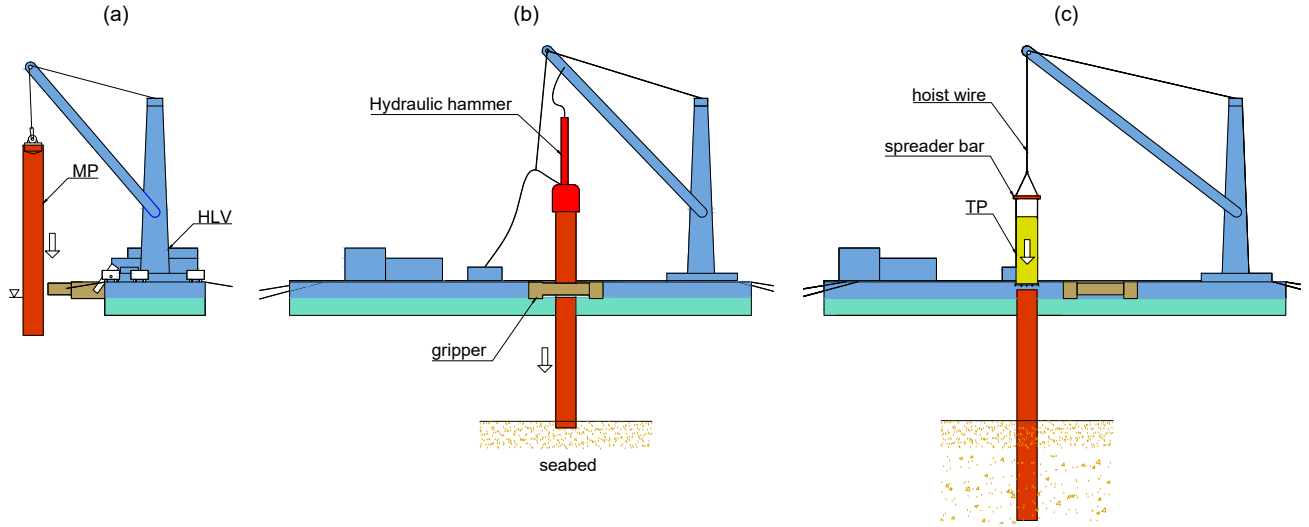 (a)
MP
HLV
(b)
Hydraulic hammer
gripper
seabed
(c)
hoist wire
spreader bar
TP